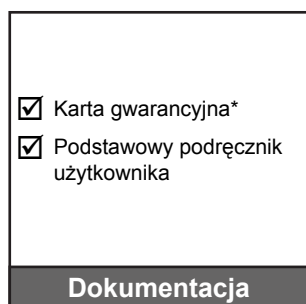 Karta gwarancyjna*
Podstawowy podręcznik
użytkownika
Dokumentacja